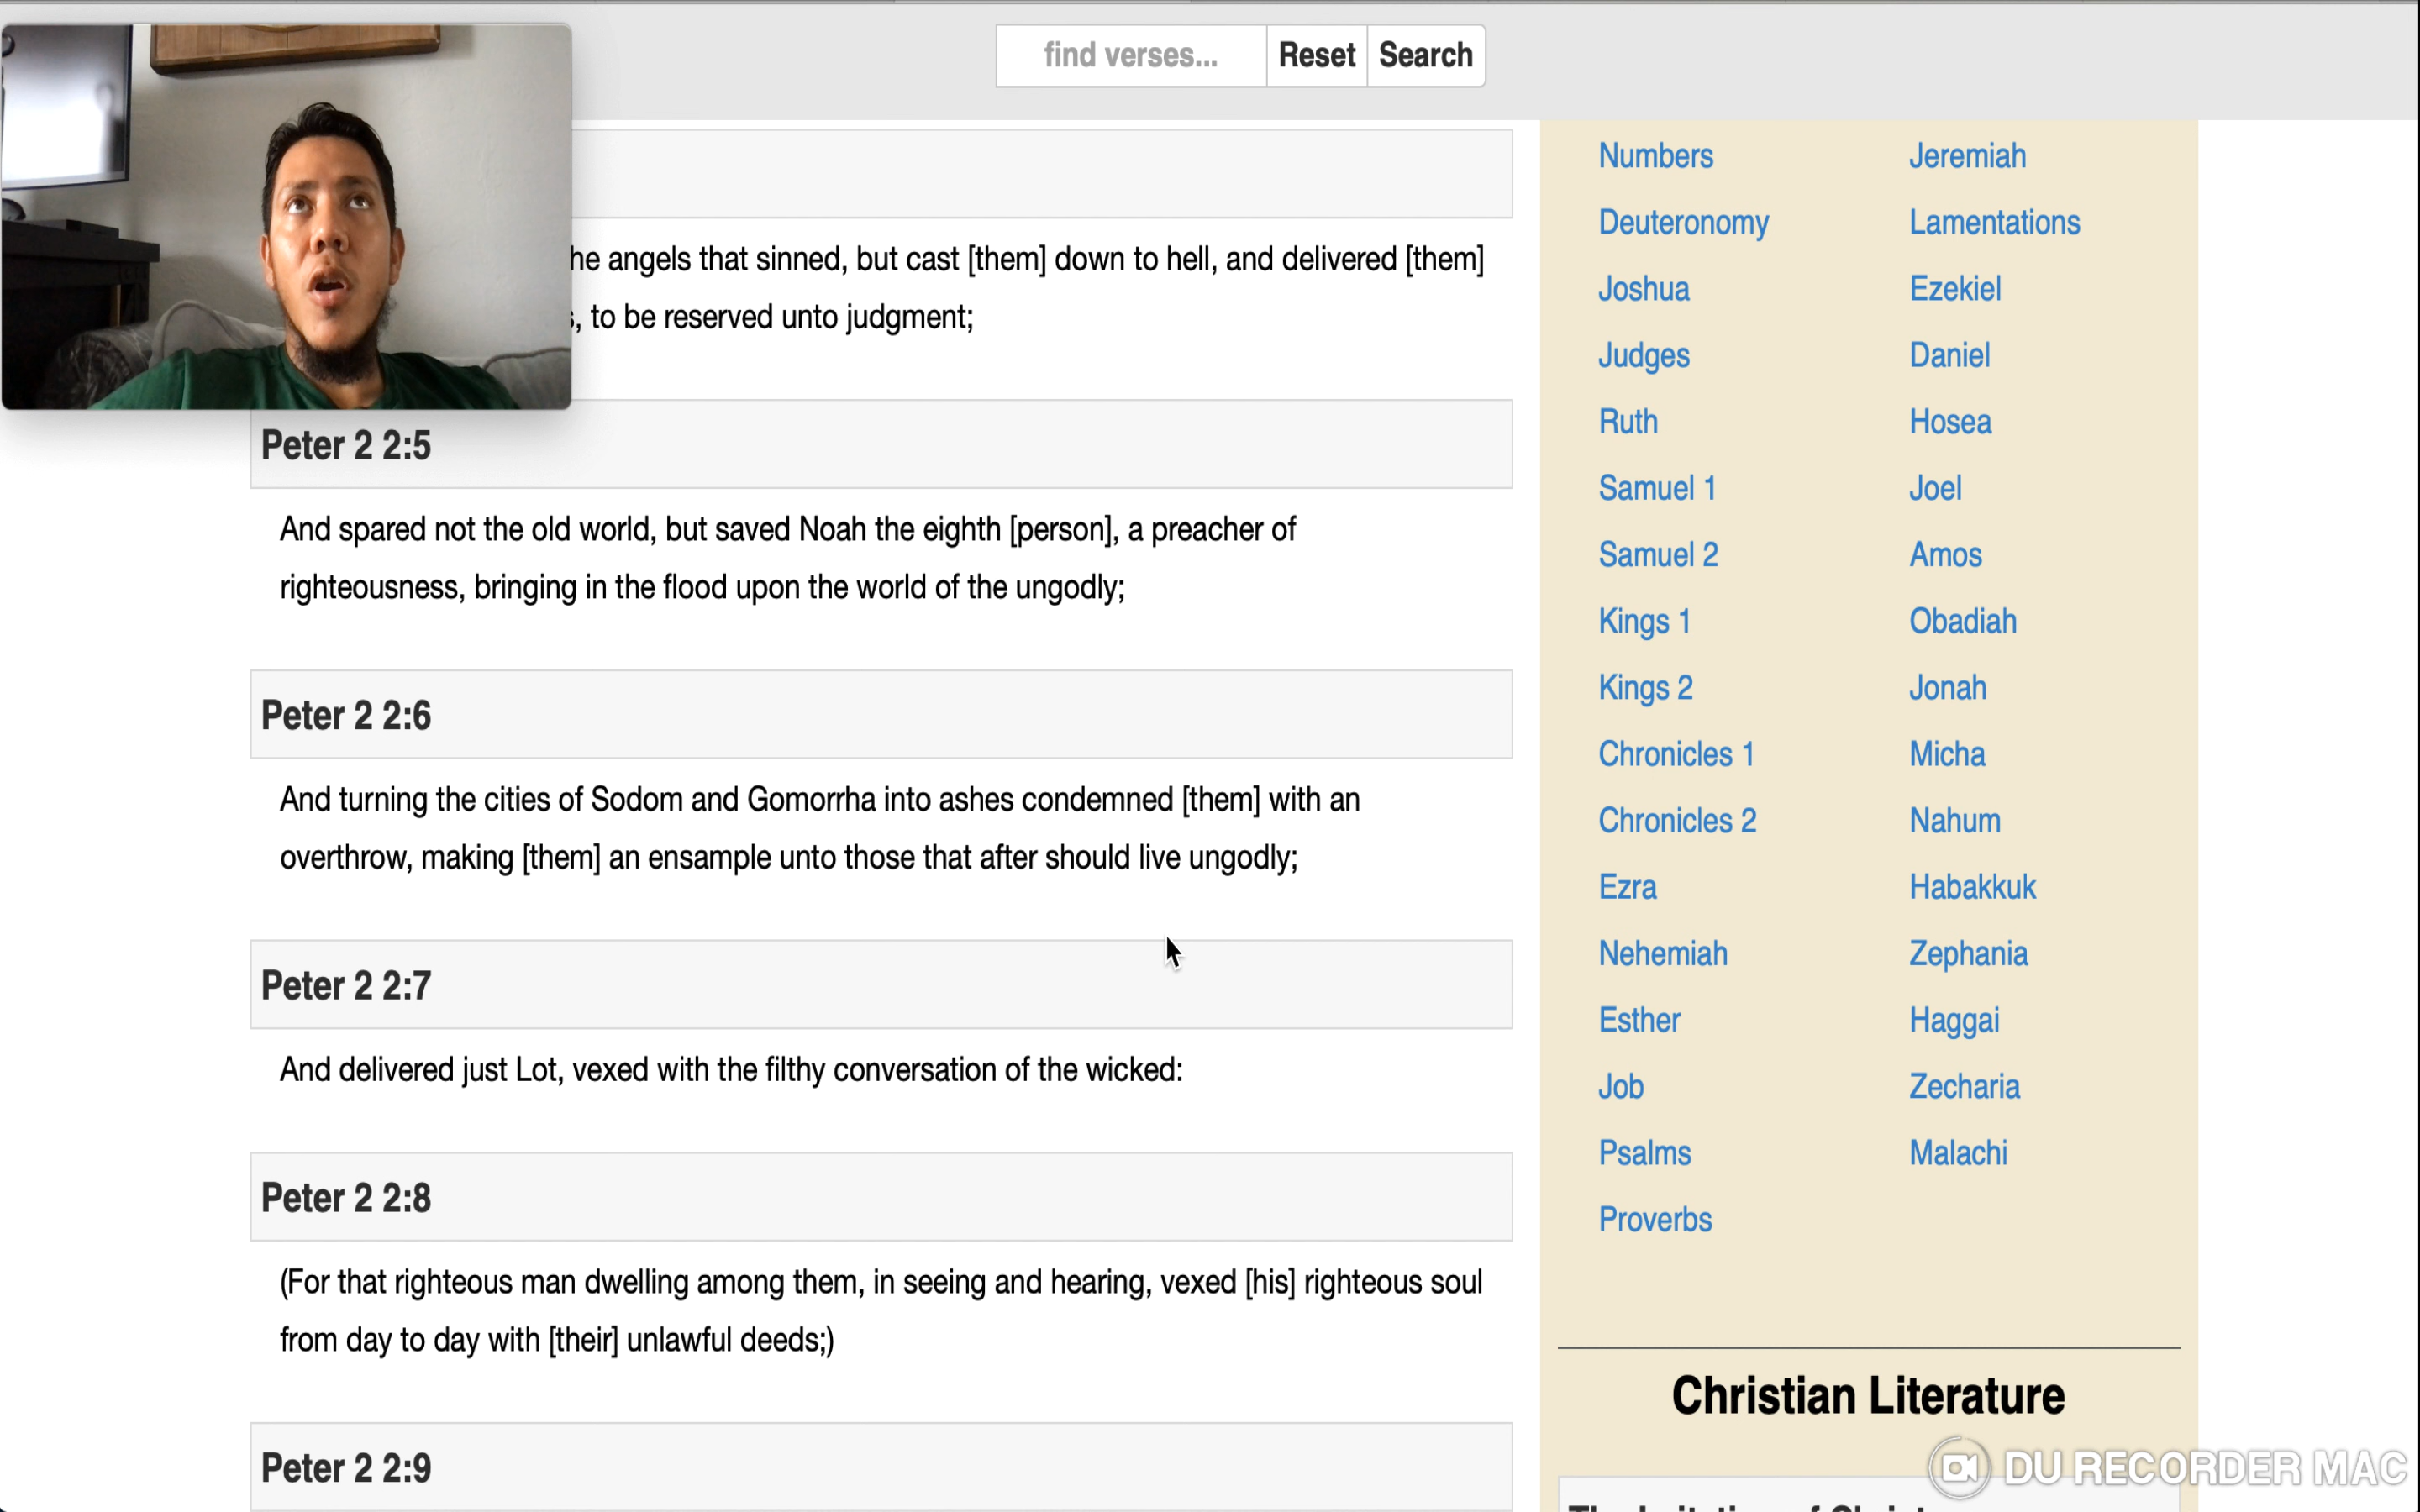 find verses...
Reset
Search
he angels that sinned, but cast [them] down to hell, and delivered [them]
, to be reserved unto judgment;
Peter 2 2:5
And spared not the old world, but saved Noah the eighth [person], a preacher of
righteousness, bringing in the flood upon the world of the ungodly;
Peter 2 2:6
And turning the cities of Sodom and Gomorrha into ashes condemned [them] with an
overthrow, making [them] an ensample unto those that after should live ungodly;
Peter 2 2:7
And delivered just Lot, vexed with the filthy conversation of the wicked:
Peter 2 2:8
(For that righteous man dwelling among them, in seeing and hearing, vexed [his] righteous soul
from day to day with [their] unlawful deeds;)
Peter 2 2:9
Numbers
Deuteronomy
Joshua
Judges
Ruth
Samuel 1
Samuel 2
Kings 1
Kings 2
Chronicles 1
Chronicles 2
Ezra
Nehemiah
Esther
Job
Psalms
Proverbs
Jeremiah
Lamentations
Ezekiel
Daniel
Hosea
Joel
Amos
Obadiah
Jonah
Micha
Nahum
Habakkuk
Zephania
Haggai
Zecharia
Malachi
Christian Literature
DU RECORDER MAC